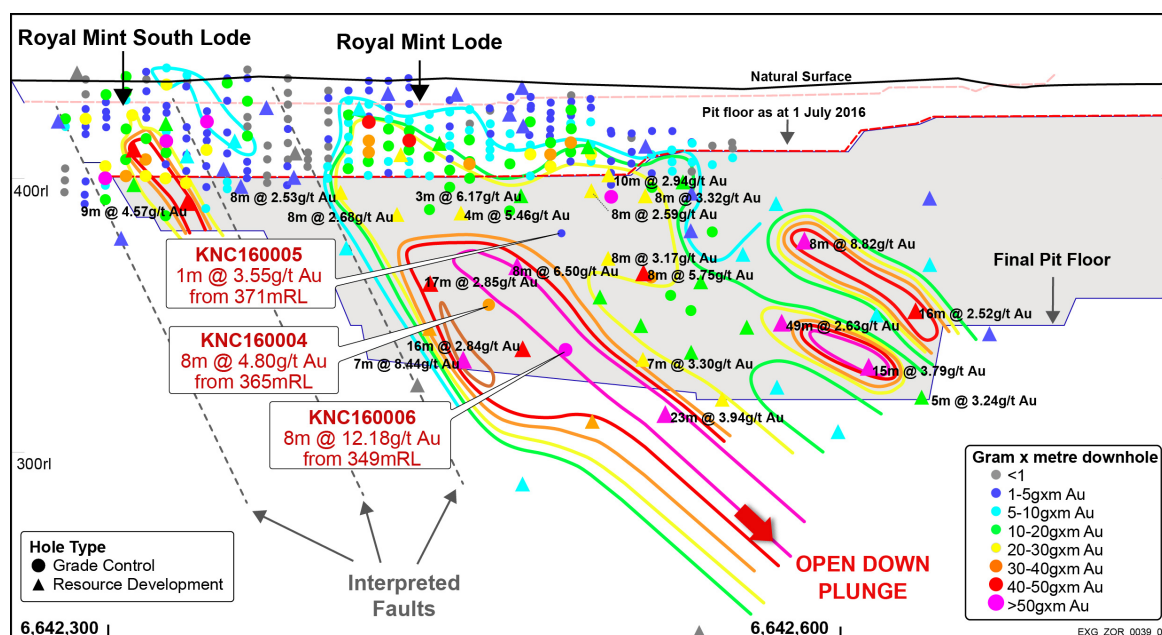 Royal Mint South Lode
Royal Mint Lode
Natural Surface
Pit floor as at 1 July 2016
400rl
10m @ 2.94g/t Au
8m @ 2.53g/t Au
3m @ 6.17g/t Au
8m @ 3.32g/t Au
9m @ 4.57g/t Au
8m @ 2.68g/t Au
4m @ 5.46g/t Au
8m @ 2.59g/t Au
KNC160005
1m @ 3.55g/t Au
from 371mRL
8m @ 8.82g/t Au
8m @ 3.17g/t Au
Final Pit Floor
8m @ 6.50g/t Au
8m @ 5.75g/t Au
17m @ 2.85g/t Au
16m @ 2.52g/t Au
KNC160004
8m @ 4.80g/t Au
from 365mRL
49m @ 2.63g/t Au
16m @ 2.84g/t Au
7m @ 8.44g/t Au
7m @ 3.30g/t Au
15m @ 3.79g/t Au
5m @ 3.24g/t Au
KNC160006
8m @ 12.18g/t Au
from 349mRL
23m @ 3.94g/t Au
300rl
Gram x metre downhole
<1
1-5gxm Au
5-10gxm Au
10-20gxm Au
20-30gxm Au
30-40gxm Au
40-50gxm Au
>50gxm Au
Hole Type
Grade Control
Resource Development
Interpreted
Faults
OPEN DOWN
PLUNGE
6,642,300
6,642,600
EXG_ZOR_0039_0